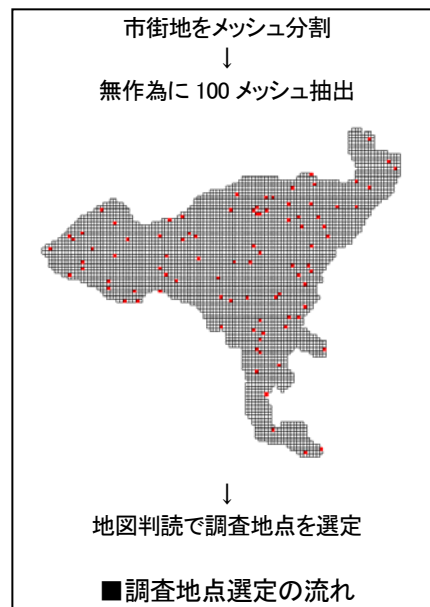 市街地をメッシュ分割
↓
無作為に 100 メッシュ抽出
↓
地図判読で調査地点を選定
■調査地点選定の流れ